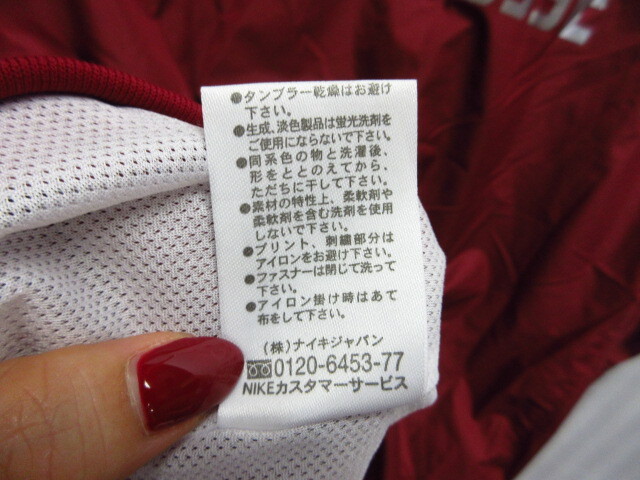 ●タンブラー乾燥はお避け
下さい。
●生成、淡色製品は蛍光洗剤を
ご使用にならないで下さい。
●同系色の物と洗濯後、
形をととのえてから、
ただちに干して下さい。
●素材の特性上、柔軟剤や
柔軟剤を含む洗剤を使用
しないで下さい。
●プリント、刺繍部分は
アイロンをお避け下さい。
●ファスナーは閉じて洗って
下さい。
●アイロン掛け時はあて
布をして下さい。
(株)ナイキジャパン
0120-6453-77
NIKEカスタマーサービス